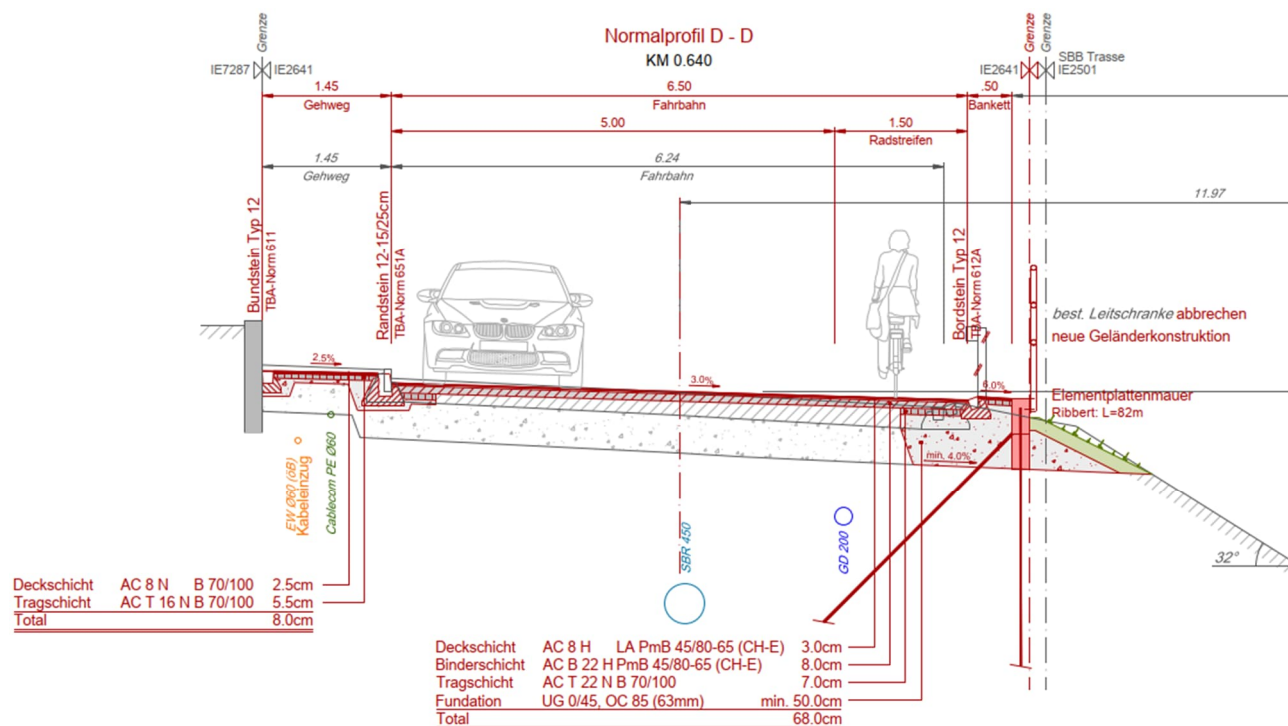 Normalprofil D - D
KM 0.640
Grenze
Grenze
Grenze
IE7287 IE2641
IE2641 IE2501
SBB Trasse
1.45
Gehweg
6.50
Fahrbahn
.50
Bankett
5.00
1.50
Radstreifen
1.45
Gehweg
6.24
Fahrbahn
11.97
Bundstein Typ 12
TBA-Norm 611
Randstein 12-15/25cm
TBA-Norm 651A
Bordstein Typ 12
TBA-Norm 612A
best. Leitschranke abbrechen
neue Geländerkonstruktion
2.5%
3.0%
6.0%
min. 4.0%
Elementplattenmauer
Ribbert: L=82m
EW Ø60 (öB)
Kabeleinzug
Cablecom PE Ø60
SBR 450
GD 200
32°
Deckschicht AC 8 N B 70/100 2.5cm
Tragschicht AC T 16 N B 70/100 5.5cm
Total 8.0cm
Deckschicht AC 8 H LA PmB 45/80-65 (CH-E) 3.0cm
Binderschicht AC B 22 H PmB 45/80-65 (CH-E) 8.0cm
Tragschicht AC T 22 N B 70/100 7.0cm
Fundation UG 0/45, OC 85 (63mm) min. 50.0cm
Total 68.0cm